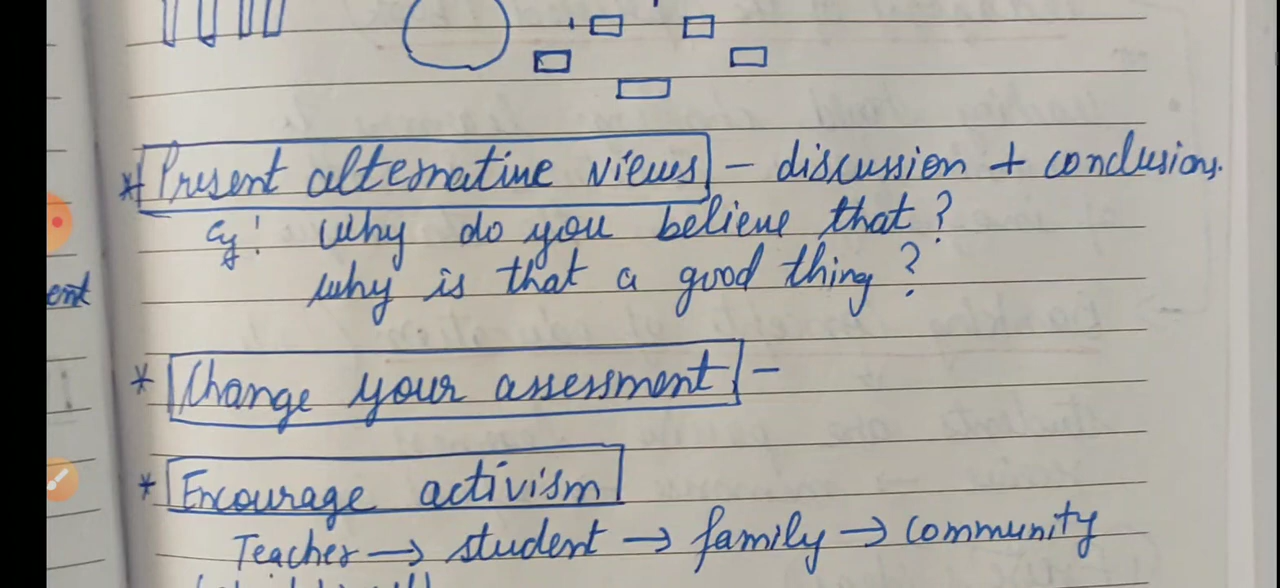 * Present alternative views - discussion + conclusions.
eg: Why do you believe that?
why is that a good thing?
ent
* Change your assessment -
* Encourage activism
Teacher → student → family → community